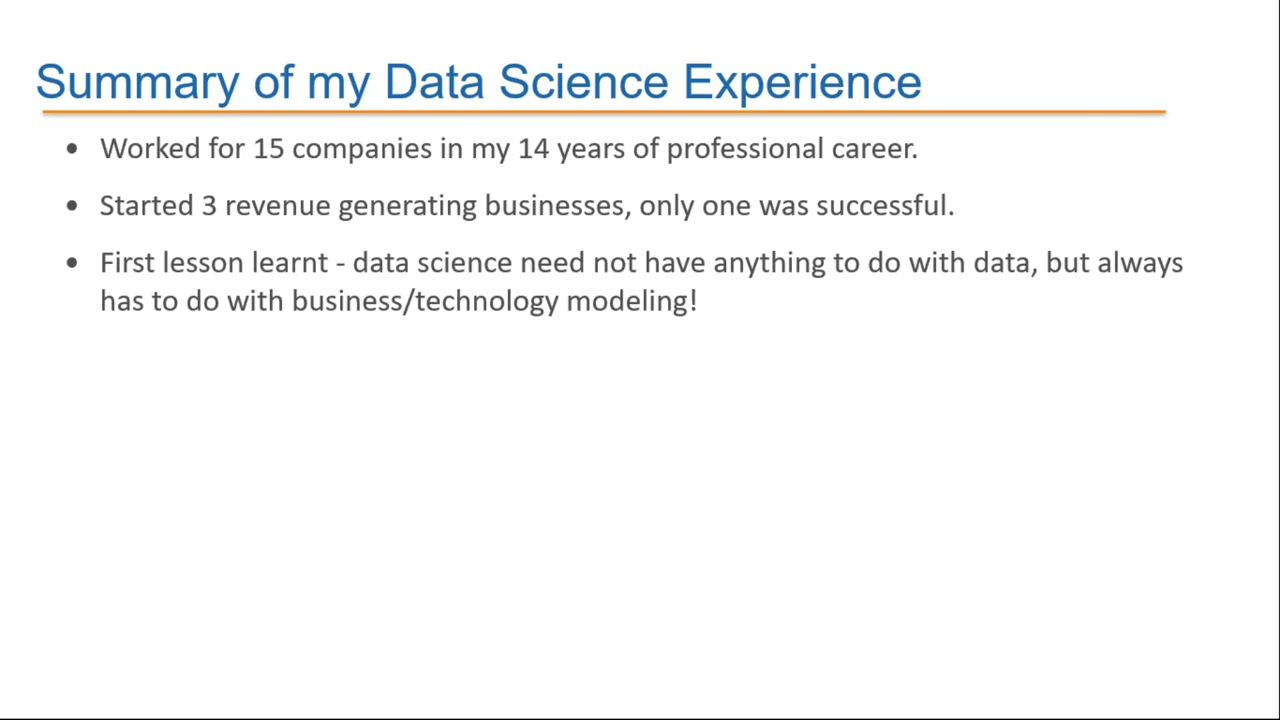 Summary of my Data Science Experience
• Worked for 15 companies in my 14 years of professional career.
• Started 3 revenue generating businesses, only one was successful.
• First lesson learnt - data science need not have anything to do with data, but always
has to do with business/technology modeling!